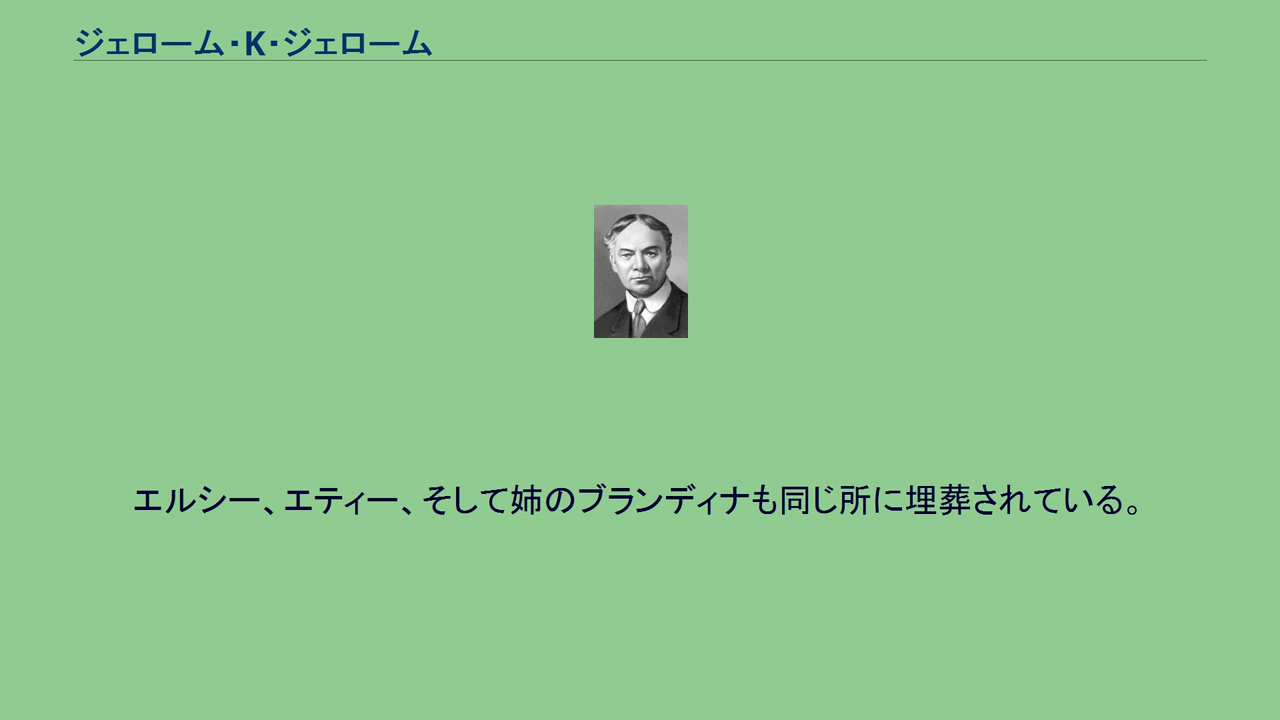 ジェローム・K・ジェローム
エルシー、エティー、そして姉のブランディナも同じ所に埋葬されている。